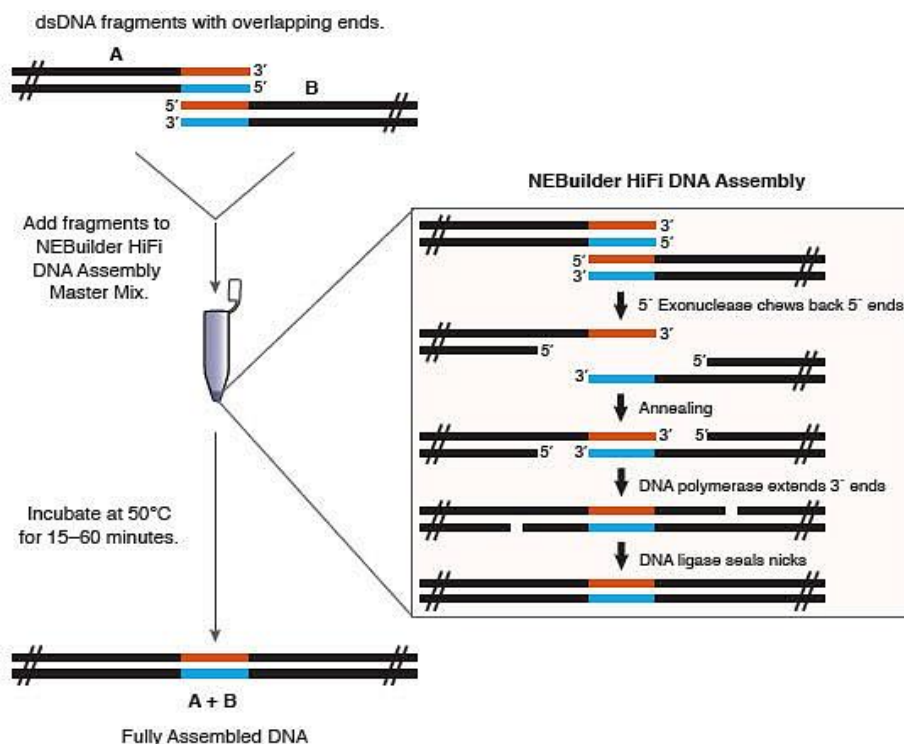 dsDNA fragments with overlapping ends.
A
3′
5′
B
5′
3′
Add fragments to
NEBuilder HiFi
DNA Assembly
Master Mix.
Incubate at 50°C
for 15–60 minutes.
A + B
Fully Assembled DNA
NEBuilder HiFi DNA Assembly
3′
5′
5′
3′
5´ Exonuclease chews back 5´ ends
3′
5′
5′
3′
Annealing
3′ 5′
5′ 3′
DNA polymerase extends 3´ ends
DNA ligase seals nicks